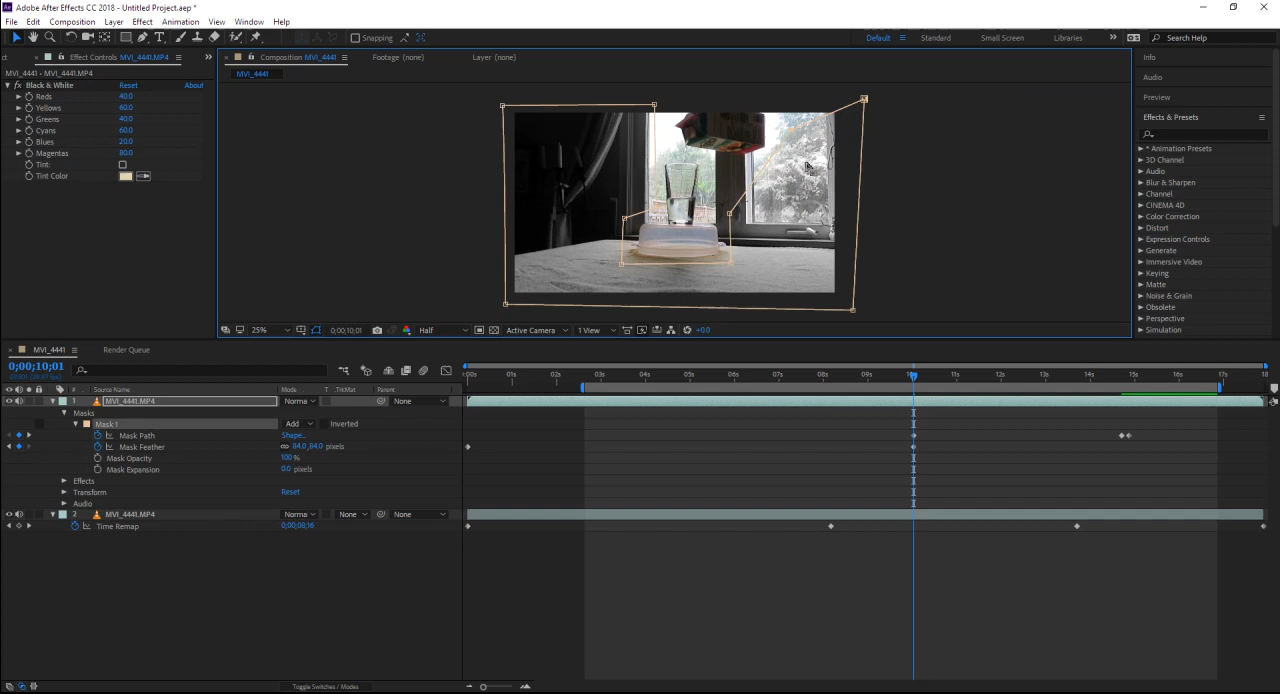 Adobe After Effects CC 2018 - Untitled Project.aep *
File Edit Composition Layer Effect Animation View Window Help
Snapping Default Standard Small Screen Libraries Search Help
Effect Controls MVI_4441.MP4 Composition MVI_4441 Footage (none) Layer (none) Info
MVI_4441 • MVI_4441.MP4 MVI_4441
Audio
fx Black & White Reset About
Reds 40.0 Preview
Yellows 60.0
Greens 40.0 Effects & Presets
Cyans 60.0
Blues 20.0
Magentas 80.0 * Animation Presets
Tint: 3D Channel
Tint Color Audio
Blur & Sharpen
Channel
CINEMA 4D
Color Correction
Distort
Expression Controls
Generate
Immersive Video
Keying
Matte
Noise & Grain
Obsolete
Perspective
Simulation
25% 0;00;10;01 Half Active Camera 1 View +0.0
MVI_4441 Render Queue
0;00;10;01
:00s 01s 02s 03s 04s 05s 06s 07s 08s 09s 11s 12s 13s 14s 15s 16s 17s 18
# Source Name Mode T .TrkMat Parent
1 MVI_4441.MP4 Norma None
Masks
Mask 1 Add Inverted
Mask Path Shape...
Mask Feather 84.0,84.0 pixels
Mask Opacity 100 %
Mask Expansion 0.0 pixels
Effects
Transform Reset
Audio
2 MVI_4441.MP4 Norma None None
Time Remap 0;00;08;16
Toggle Switches / Modes